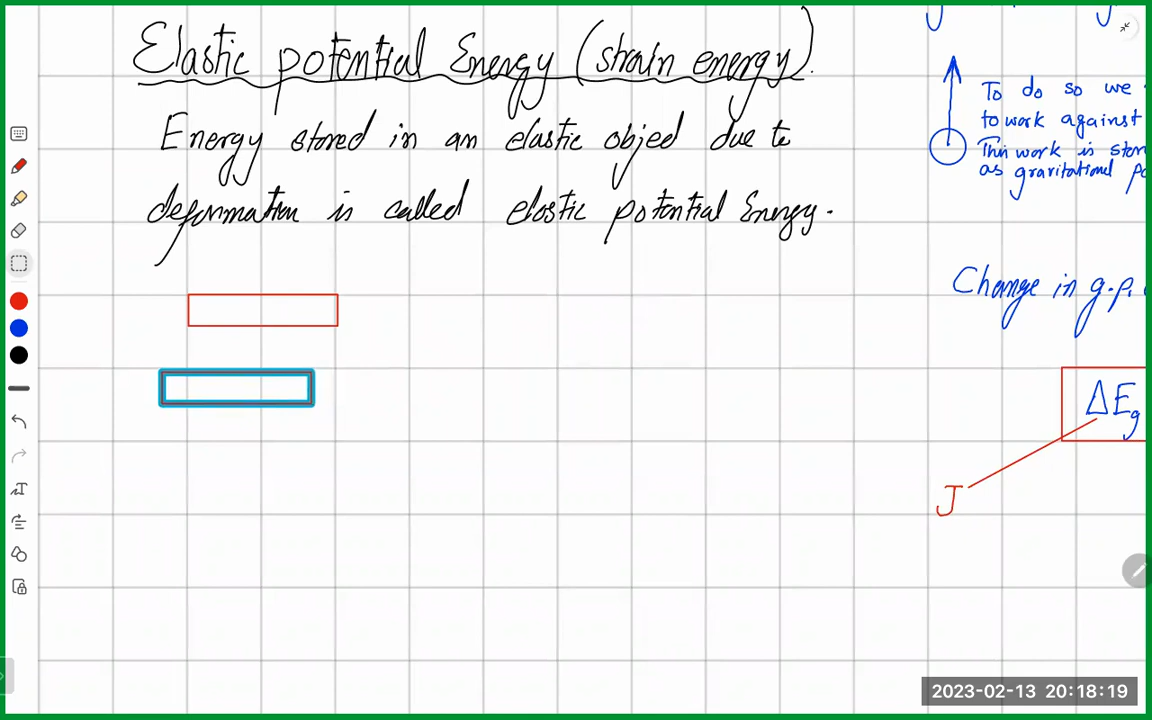 Elastic potential Energy (strain energy).
Energy stored in an elastic object due to
deformation is called elastic potential Energy.
To do so we
to work against
This work is stor
as gravitational po
Change in g.p.
ΔEg
J
2023-02-13 20:18:19